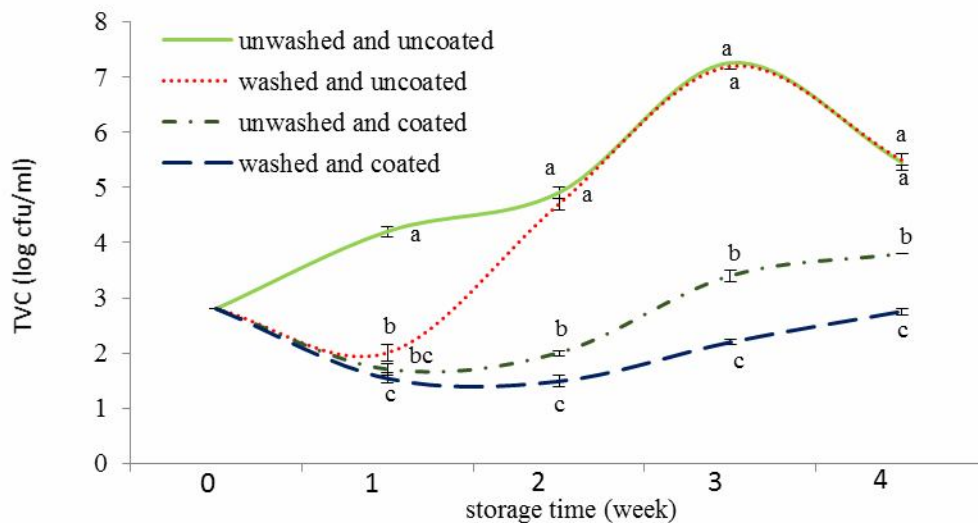 8
7
6
5
4
3
2
1
0
TVC (log cfu/ml)
unwashed and uncoated
washed and uncoated
unwashed and coated
washed and coated
a
a
a
a
a
a
a
b
bc
c
b
c
b
c
b
c
0 1 2 3 4
storage time (week)